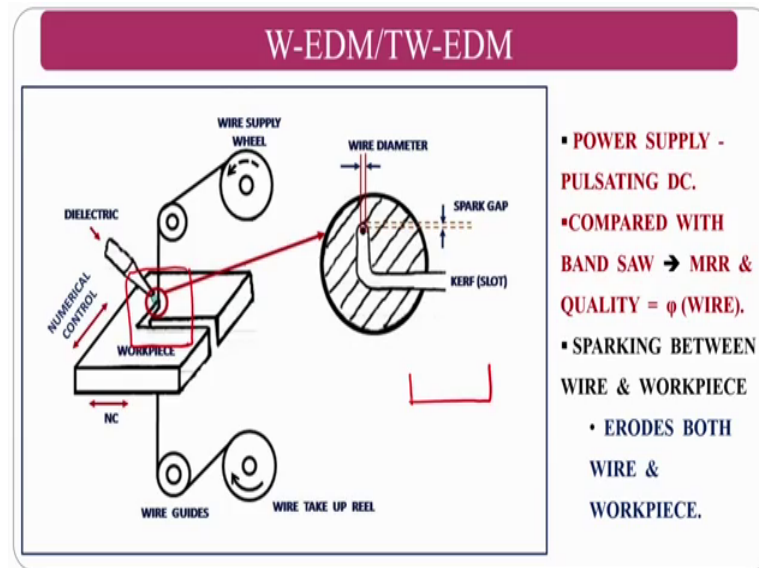 W-EDM/TW-EDM
WIRE SUPPLY
WHEEL
WIRE DIAMETER
DIELECTRIC
SPARK GAP
NUMERICAL
CONTROL
KERF (SLOT)
WORKPIECE
NC
WIRE GUIDES
WIRE TAKE UP REEL
▪ POWER SUPPLY -
PULSATING DC.
▪COMPARED WITH
BAND SAW ➔ MRR &
QUALITY = φ (WIRE).
▪ SPARKING BETWEEN
WIRE & WORKPIECE
• ERODES BOTH
WIRE &
WORKPIECE.